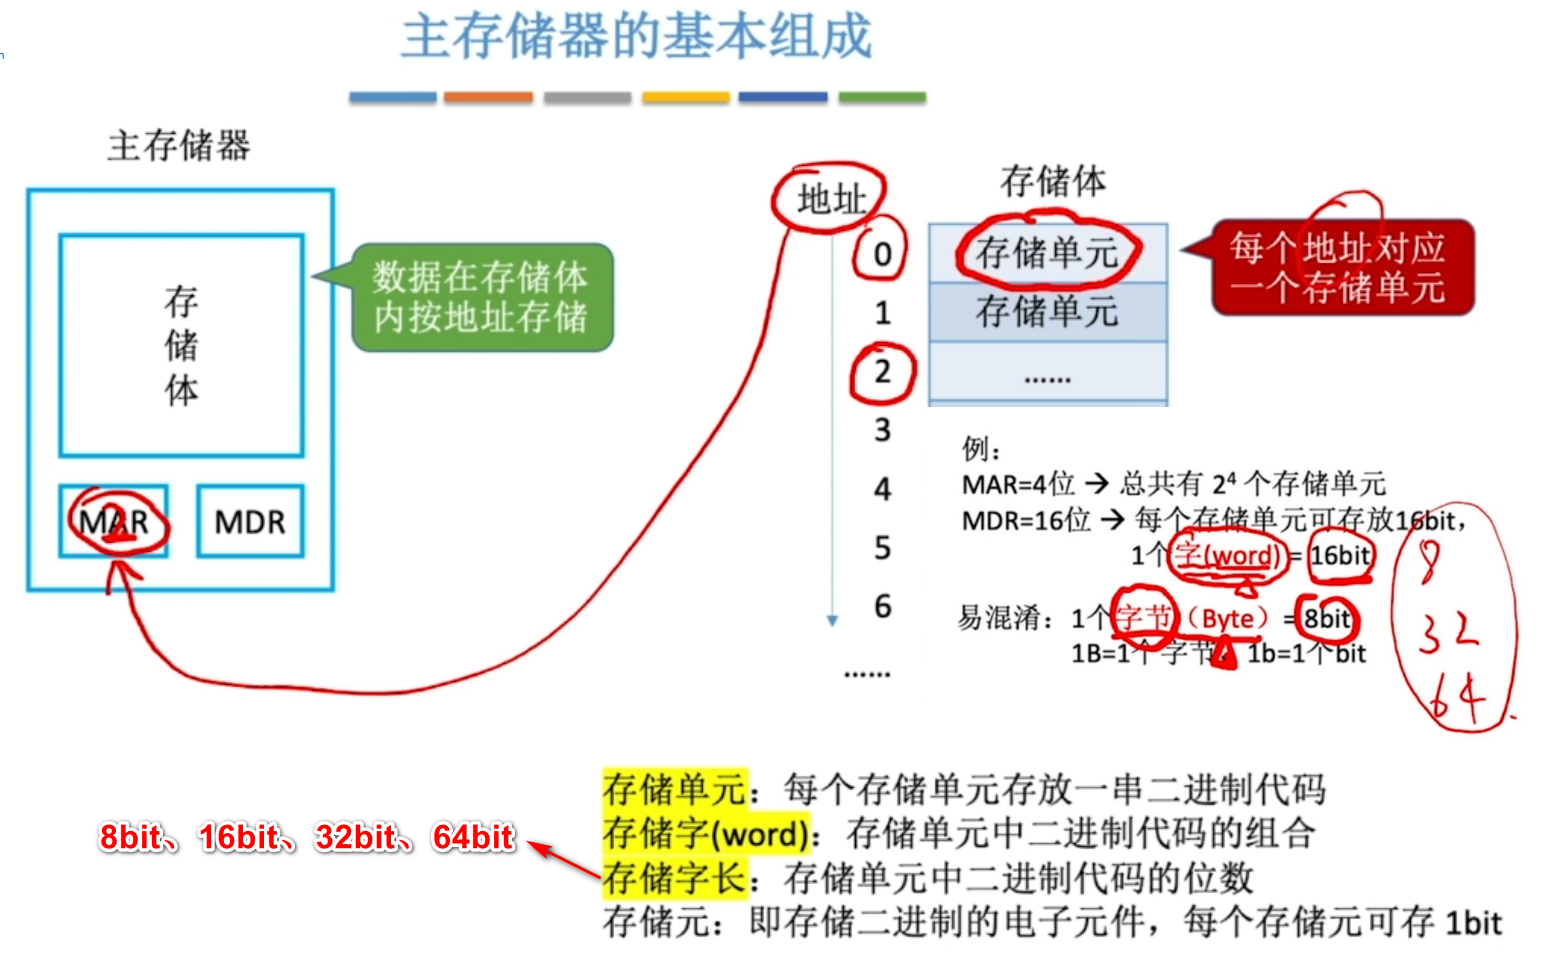 主存储器的基本组成
n
主存储器
存
储
体
MAR
2
MDR
数据在存储体
内按地址存储
地址
0
1
2
3
4
5
6
……
存储体
存储单元
存储单元
……
每个地址对应
一个存储单元
例：
MAR=4位 → 总共有 2⁴ 个存储单元
MDR=16位 → 每个存储单元可存放16bit，
1个字(word) = 16bit
易混淆：1个字节（Byte）=8bit
1B=1个字节，1b=1个bit
8
32
64
存储单元：每个存储单元存放一串二进制代码
存储字(word)：存储单元中二进制代码的组合
存储字长：存储单元中二进制代码的位数
存储元：即存储二进制的电子元件，每个存储元可存 1bit
8bit、16bit、32bit、64bit